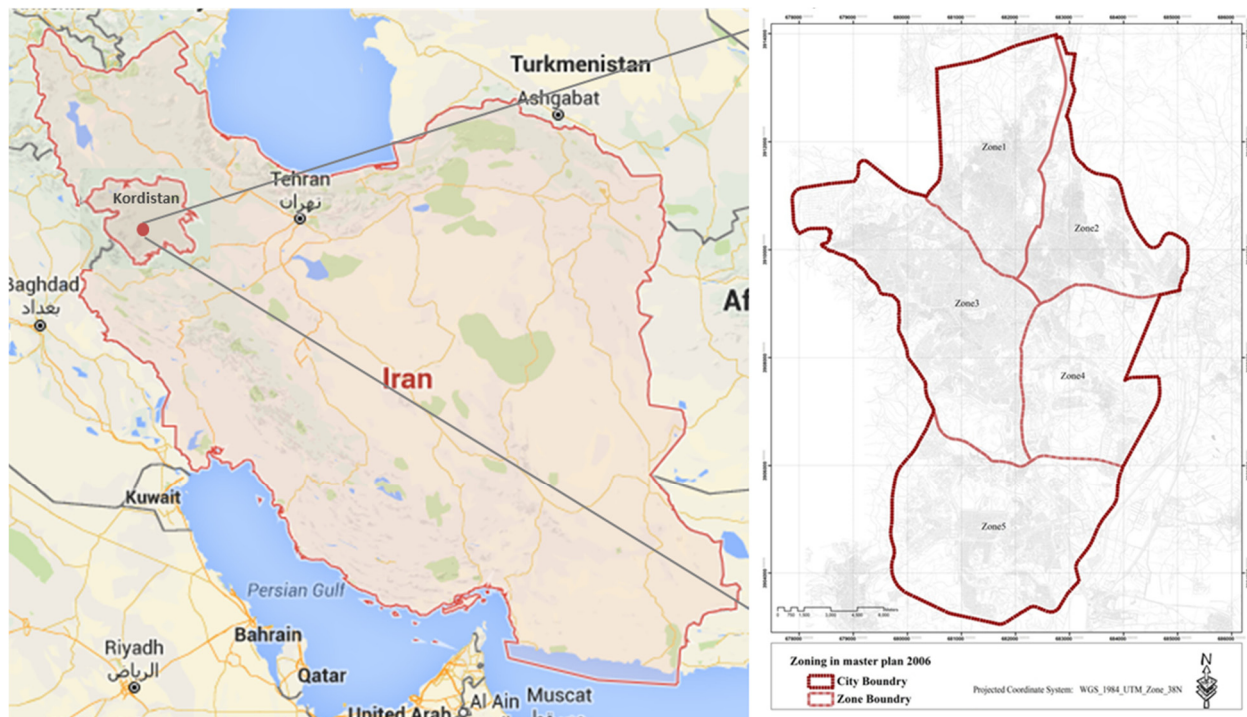 Turkmenistan
Ashgabat
Tehran
تهران
Kordistan
Baghdad
بغداد
Af
Iran
Kuwait
Persian Gulf
Bahrain
Riyadh
الرياض
Qatar
Al Ain
Muscat
United Arab
Zone1
Zone2
Zone3
Zone4
Zone5
Zoning in master plan 2006
City Boundry
Zone Boundry
N
Projected Coordinate System: WGS_1984_UTM_Zone_38N